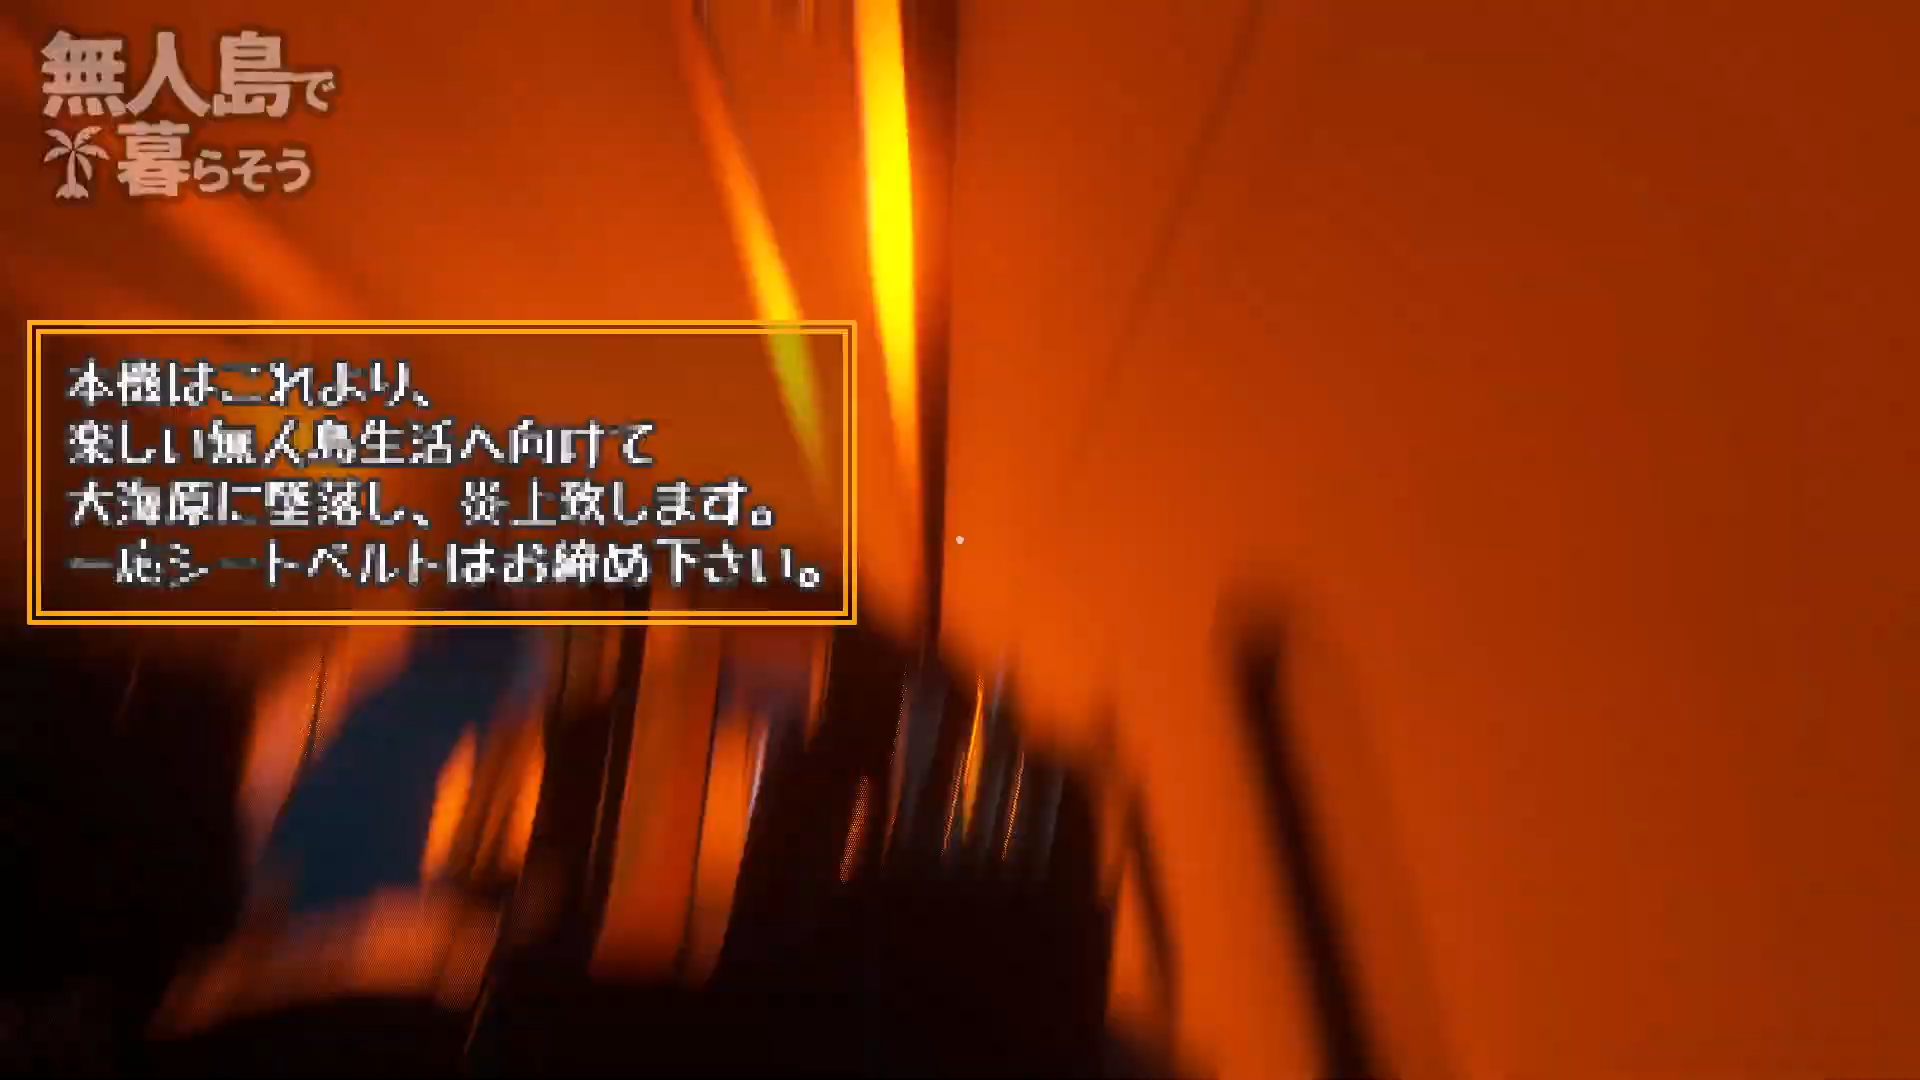 無人島で
暮らそう
本機はこれより、
楽しい無人島生活へ向けて
大海原に墜落し、炎上致します。
一応シートベルトはお締め下さい。